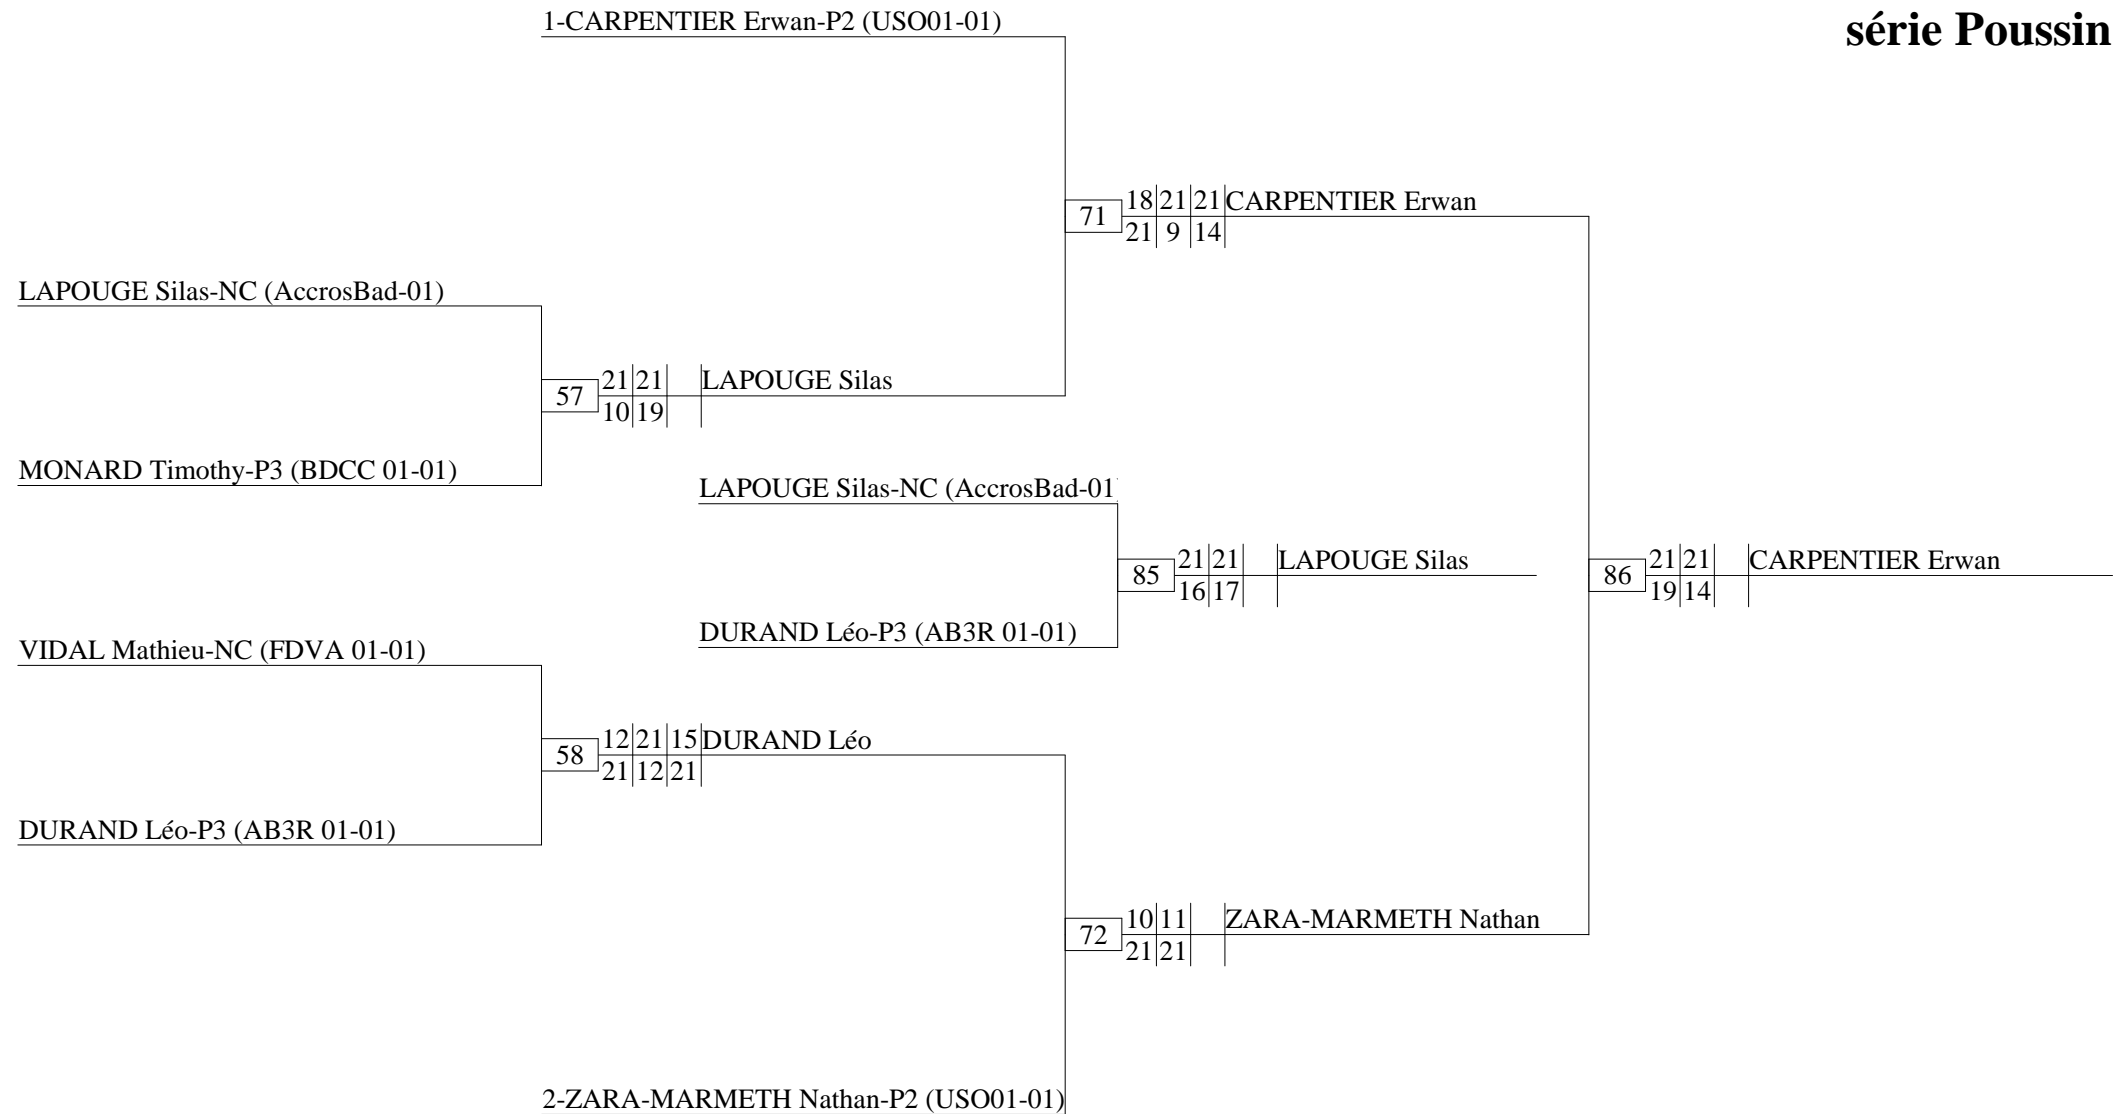 1-CARPENTIER Erwan-P2 (USO01-01)
série Poussin
71
18 21 21 CARPENTIER Erwan
21 9 14
LAPOUGE Silas-NC (AccrosBad-01)
57
21 21 LAPOUGE Silas
10 19
MONARD Timothy-P3 (BDCC 01-01)
LAPOUGE Silas-NC (AccrosBad-01
85
21 21 LAPOUGE Silas
16 17
86
21 21 CARPENTIER Erwan
19 14
DURAND Léo-P3 (AB3R 01-01)
VIDAL Mathieu-NC (FDVA 01-01)
58
12 21 15 DURAND Léo
21 12 21
DURAND Léo-P3 (AB3R 01-01)
72
10 11 ZARA-MARMETH Nathan
21 21
2-ZARA-MARMETH Nathan-P2 (USO01-01)